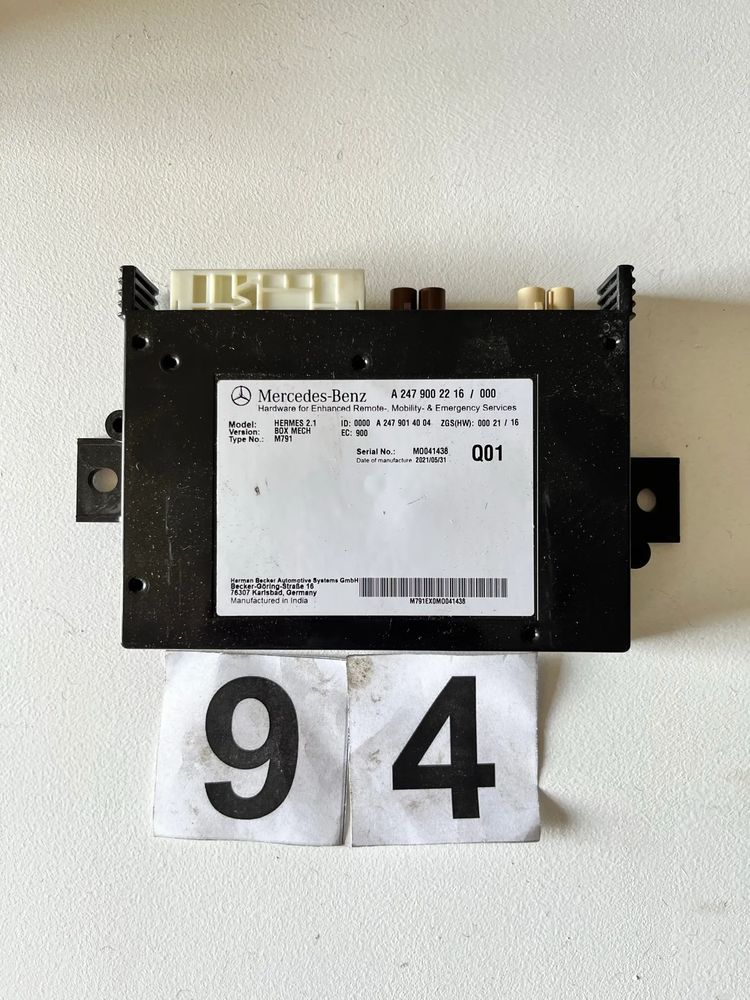 Mercedes-Benz A 247 900 22 16 / 000
Hardware for Enhanced Remote-, Mobility- & Emergency Services
Model: HERMES 2.1 ID: 0000 A 247 901 40 04 ZGS(HW): 000 21 / 16
Version: BOX MECH EC: 900
Type No.: M791
Serial No.: MO041438 Q01
Date of manufacture 2021/05/31
Herman Becker Automotive Systems GmbH
Becker-Göring-Straße 16
76307 Karlsbad, Germany
Manufactured in India
M791EX0MO041438
9 4